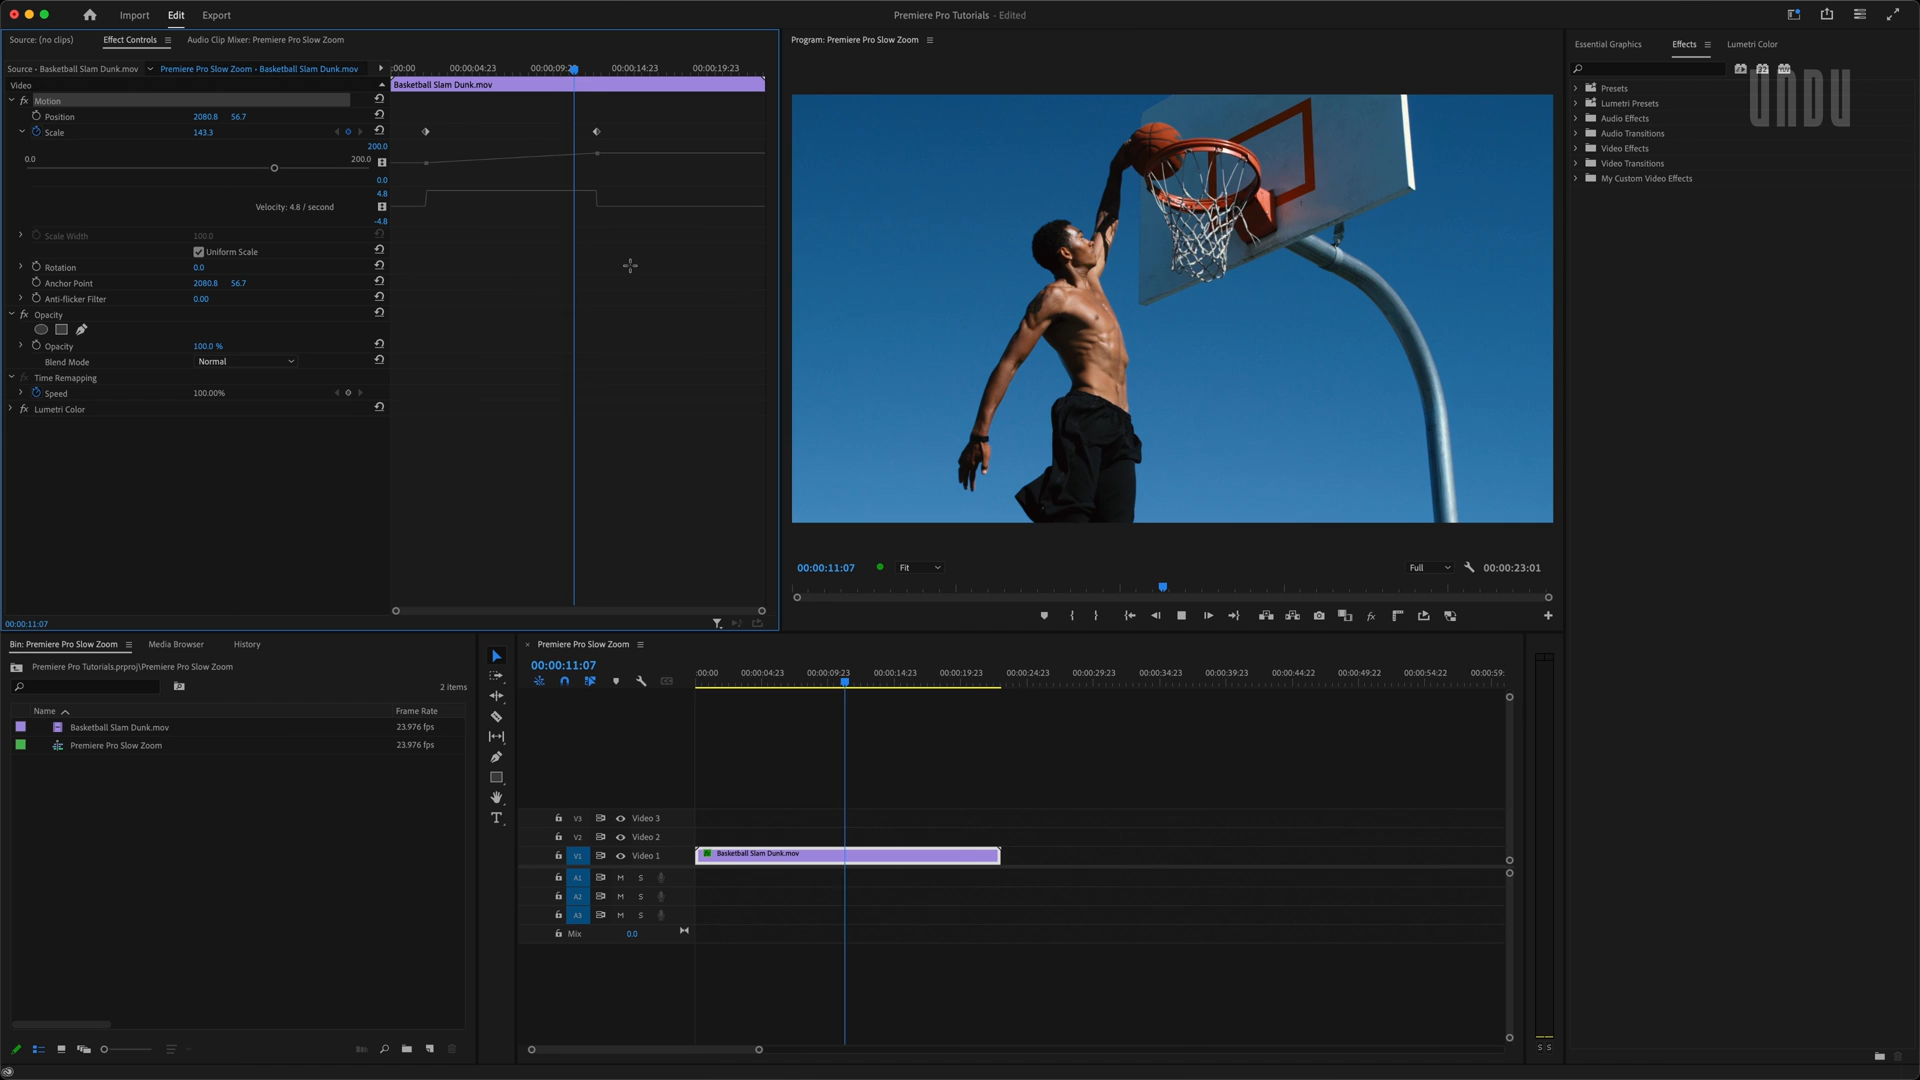 Import Edit Export
Premiere Pro Tutorials - Edited
Source: (no clips) Effect Controls Audio Clip Mixer: Premiere Pro Slow Zoom
Program: Premiere Pro Slow Zoom
Essential Graphics Effects Lumetri Color
Source • Basketball Slam Dunk.mov Premiere Pro Slow Zoom • Basketball Slam Dunk.mov
:00:00 00:00:04:23 00:00:09:23 00:00:14:23 00:00:19:23
Video
Basketball Slam Dunk.mov
fx Motion
Position 2080.8 56.7
Scale 143.3
200.0
0.0 200.0
0.0
4.8
Velocity: 4.8 / second
-4.8
Scale Width 100.0
Uniform Scale
Rotation 0.0
Anchor Point 2080.8 56.7
Anti-flicker Filter 0.00
fx Opacity
Opacity 100.0 %
Blend Mode Normal
Time Remapping
Speed 100.00%
fx Lumetri Color
00:00:11:07
UNDU
Presets
Lumetri Presets
Audio Effects
Audio Transitions
Video Effects
Video Transitions
My Custom Video Effects
00:00:11:07 Fit Full 00:00:23:01
fx
Bin: Premiere Pro Slow Zoom Media Browser History
Premiere Pro Tutorials.prproj\Premiere Pro Slow Zoom
2 items
Name Frame Rate
Basketball Slam Dunk.mov 23.976 fps
Premiere Pro Slow Zoom 23.976 fps
T
× Premiere Pro Slow Zoom
00:00:11:07
:00:00 00:00:04:23 00:00:09:23 00:00:14:23 00:00:19:23 00:00:24:23 00:00:29:23 00:00:34:23 00:00:39:23 00:00:44:22 00:00:49:22 00:00:54:22 00:00:59:
V3 Video 3
V2 Video 2
V1 Video 1
Basketball Slam Dunk.mov
A1 M S
A2 M S
A3 M S
Mix 0.0
S S